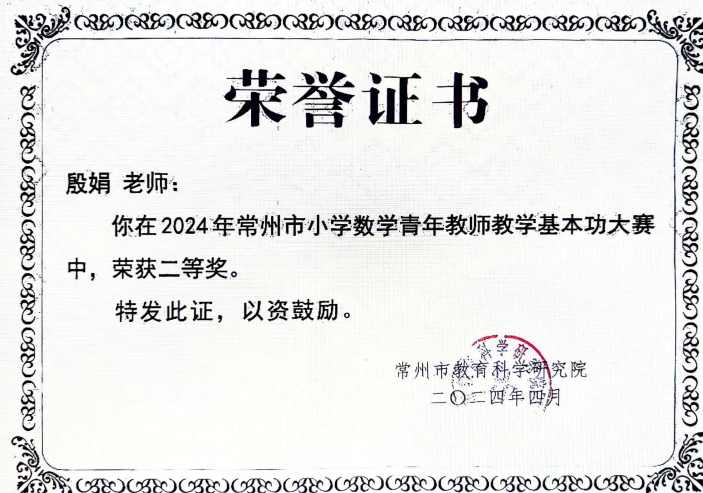 荣誉证书
殷娟 老师：
你在2024年常州市小学数学青年教师教学基本功大赛
中，荣获二等奖。
特发此证，以资鼓励。
科学研
常州市教育科学研究院
二〇二四年四月